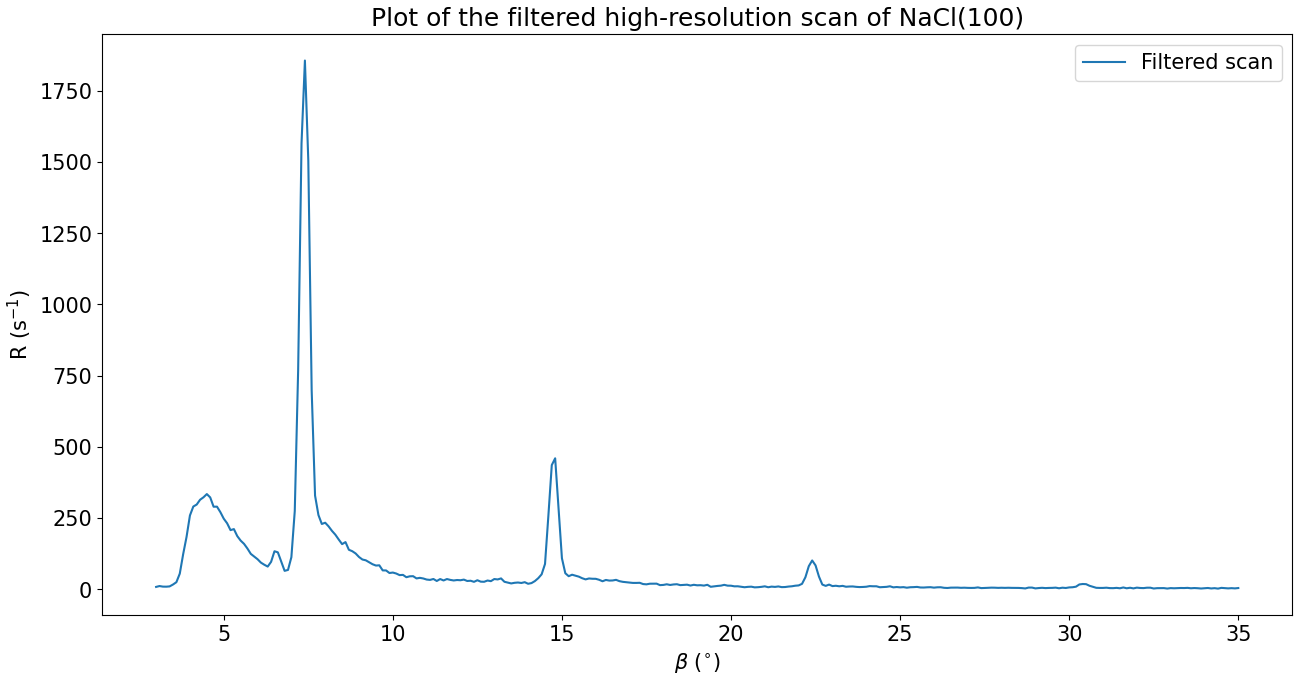 Plot of the filtered high-resolution scan of NaCl(100)
Filtered scan
R (s⁻¹)
1750
1500
1250
1000
750
500
250
0
5 10 15 20 25 30 35
β (°)